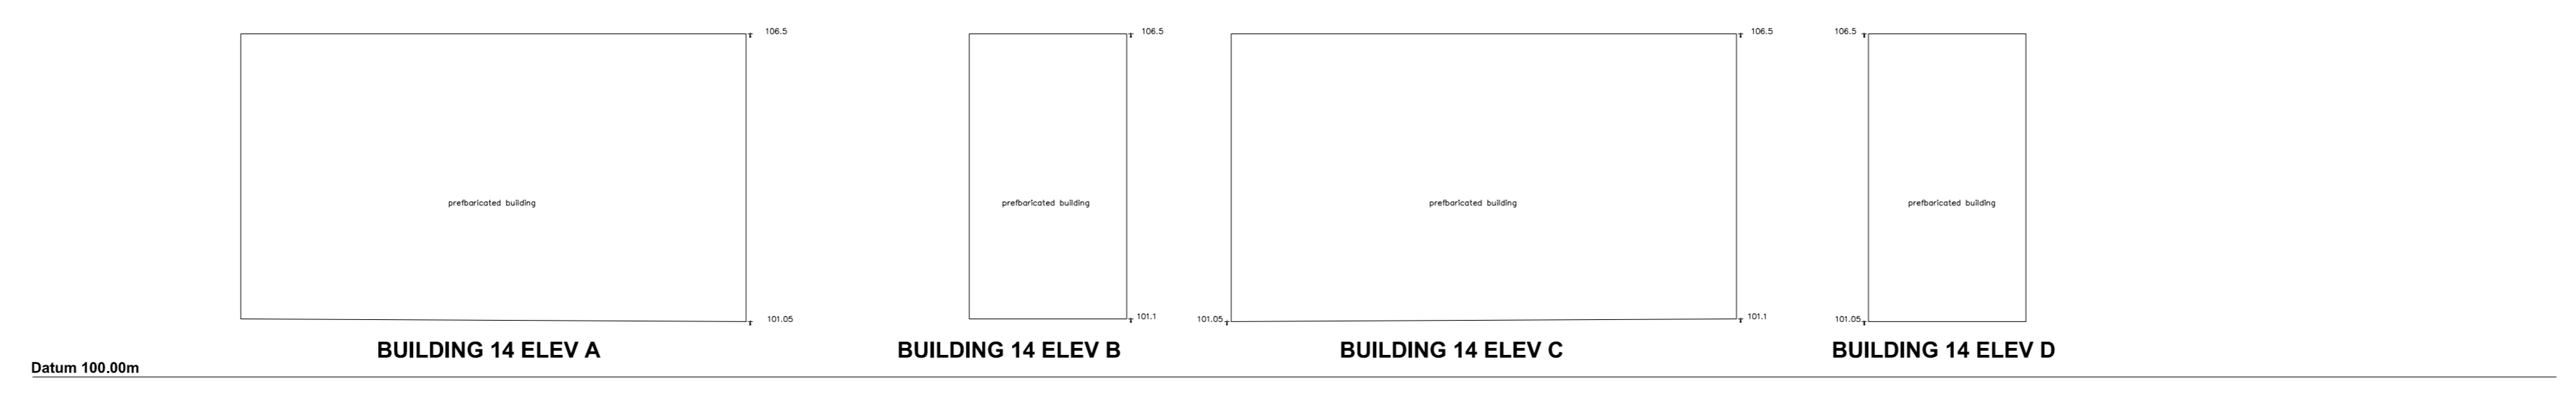 106.5
106.5
106.5
106.5
prefbaricated building
prefbaricated building
prefbaricated building
prefbaricated building
101.05
101.1
101.05
101.1
101.05
BUILDING 14 ELEV A
BUILDING 14 ELEV B
BUILDING 14 ELEV C
BUILDING 14 ELEV D
Datum 100.00m